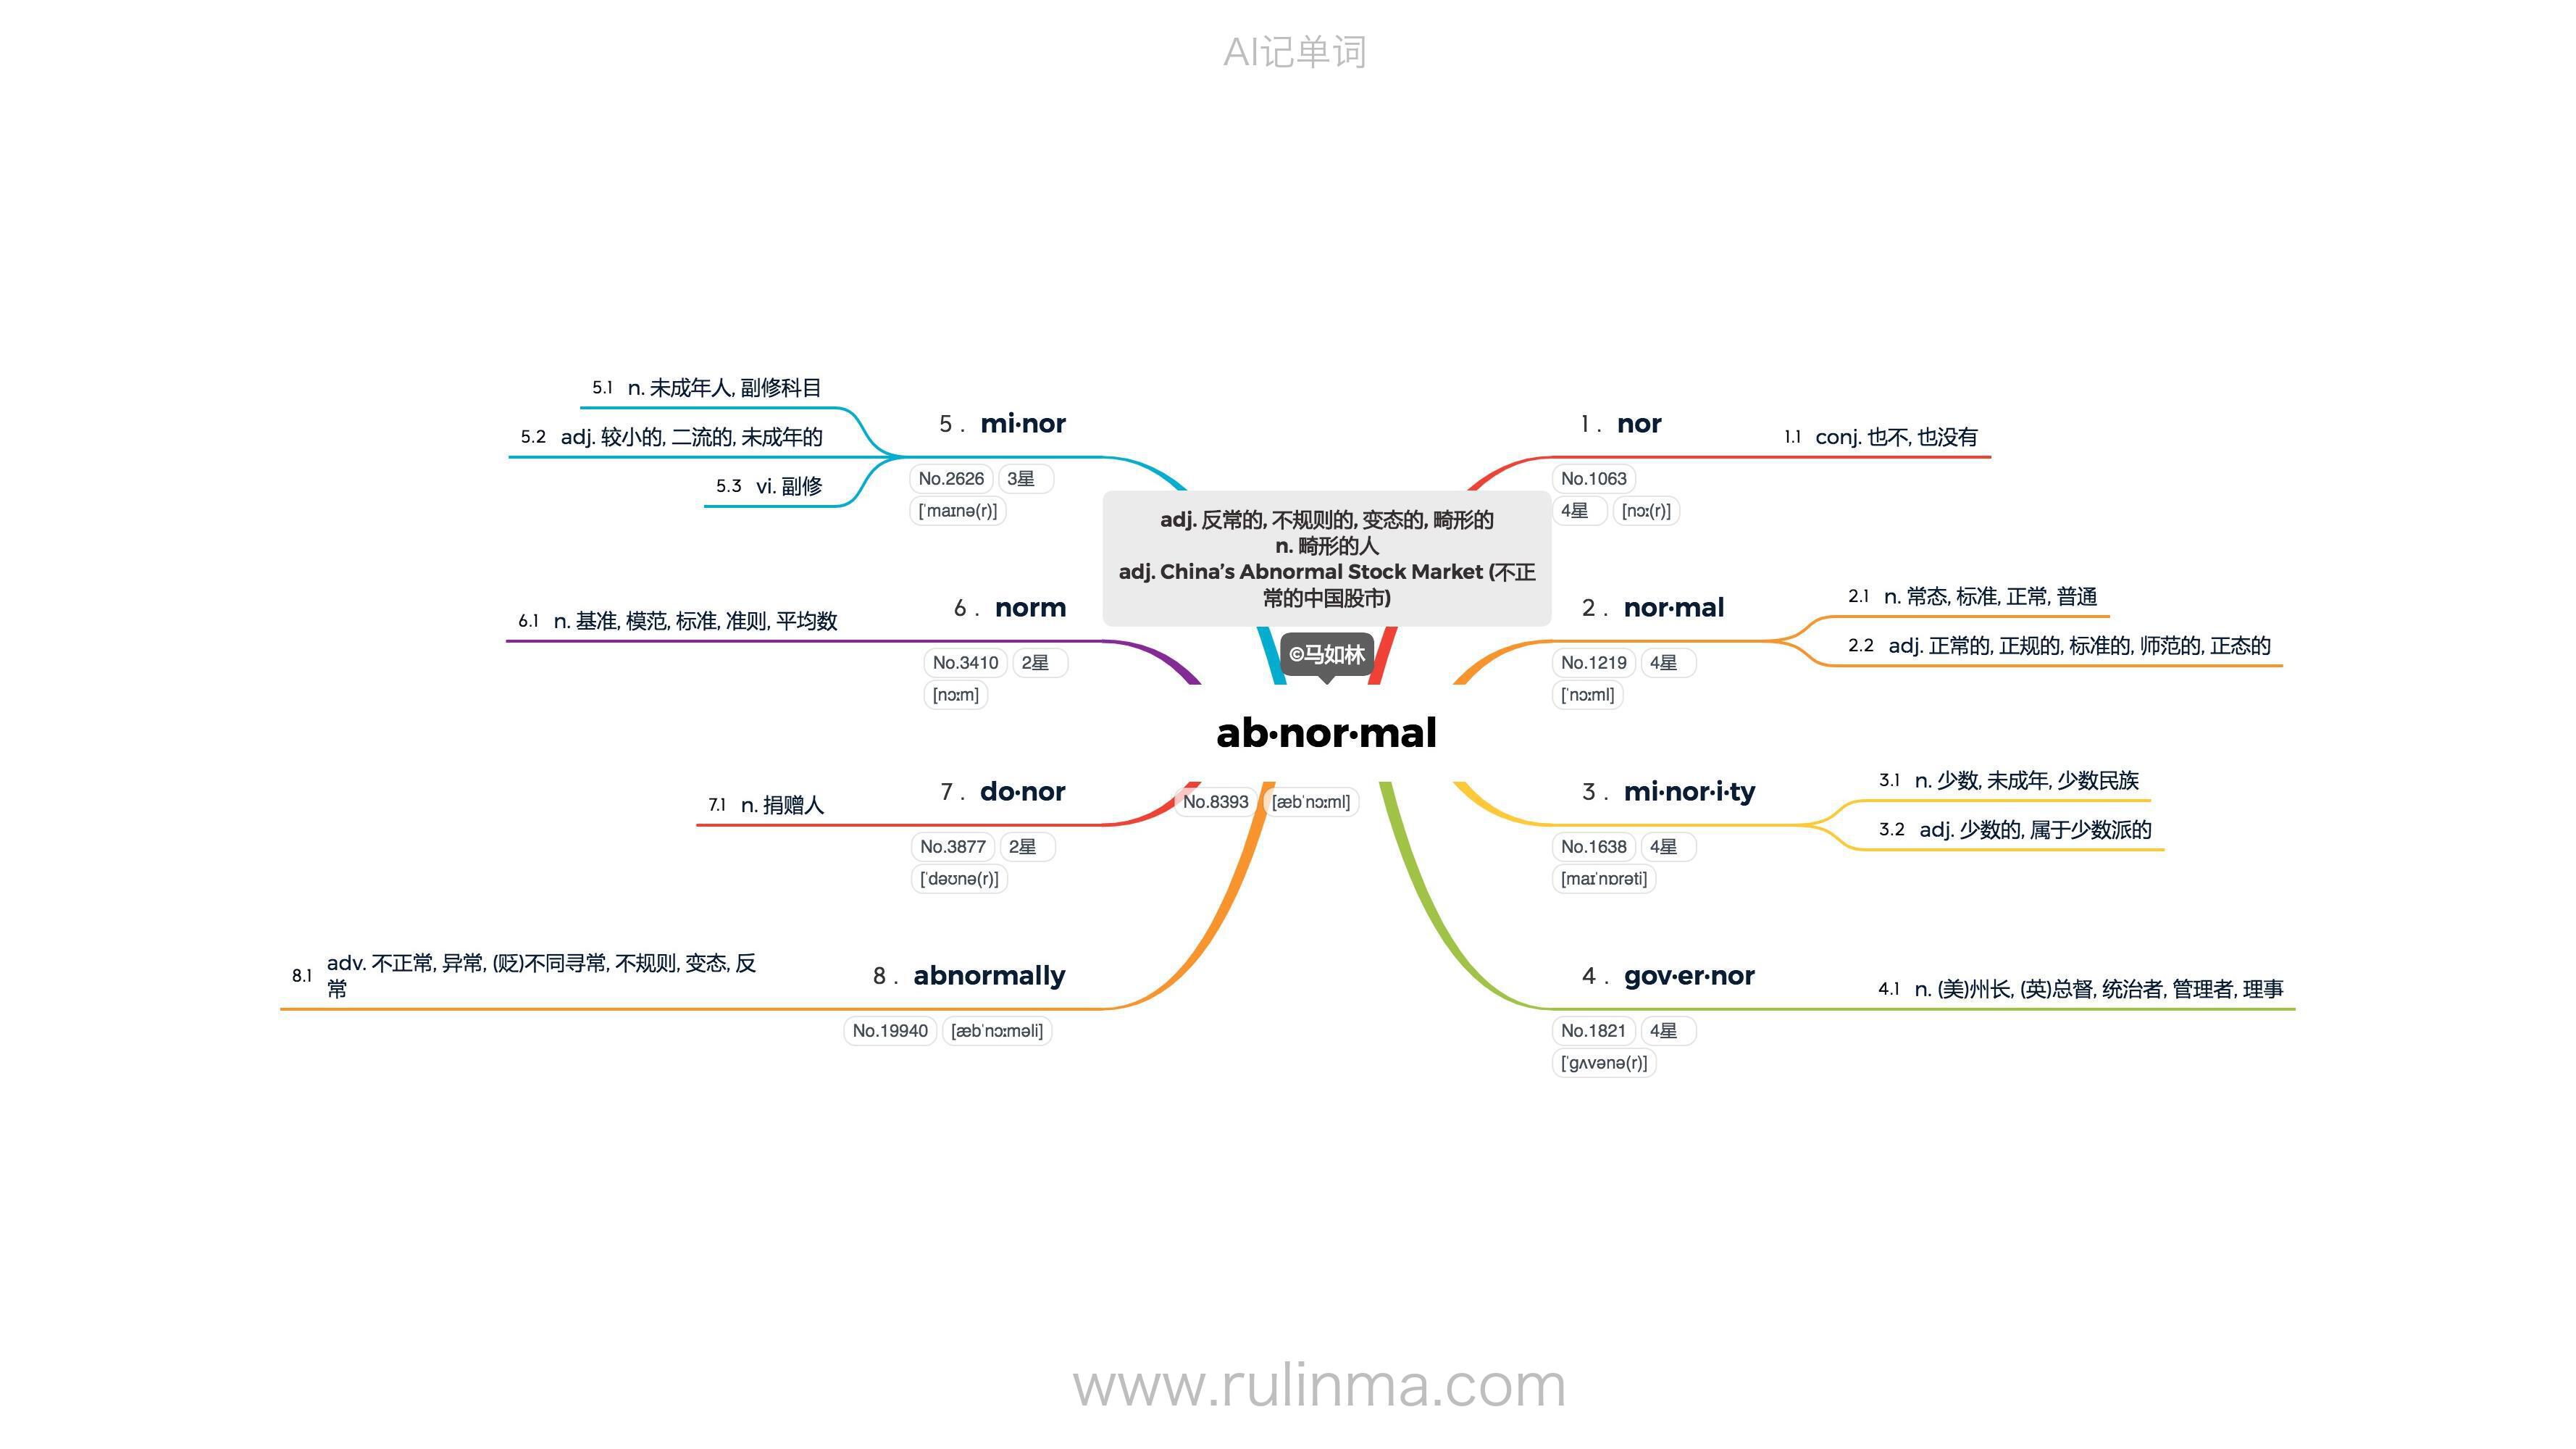 AI记单词
adj. 反常的, 不规则的, 变态的, 畸形的
n. 畸形的人
adj. China’s Abnormal Stock Market (不正
常的中国股市)
©马如林
ab·nor·mal
No.8393 [æbˈnɔːml]
1 . nor
No.1063
4星 [nɔː(r)]
1.1 conj. 也不, 也没有
2 . nor·mal
No.1219 4星
[ˈnɔːml]
2.1 n. 常态, 标准, 正常, 普通
2.2 adj. 正常的, 正规的, 标准的, 师范的, 正态的
3 . mi·nor·i·ty
No.1638 4星
[maɪˈnɒrəti]
3.1 n. 少数, 未成年, 少数民族
3.2 adj. 少数的, 属于少数派的
4 . gov·er·nor
No.1821 4星
[ˈɡʌvənə(r)]
4.1 n. (美)州长, (英)总督, 统治者, 管理者, 理事
5 . mi·nor
No.2626 3星
[ˈmaɪnə(r)]
5.1 n. 未成年人, 副修科目
5.2 adj. 较小的, 二流的, 未成年的
5.3 vi. 副修
6 . norm
No.3410 2星
[nɔːm]
6.1 n. 基准, 模范, 标准, 准则, 平均数
7 . do·nor
No.3877 2星
[ˈdəʊnə(r)]
7.1 n. 捐赠人
8 . abnormally
No.19940 [æbˈnɔːməli]
8.1 adv. 不正常, 异常, (贬)不同寻常, 不规则, 变态, 反
常
www.rulinma.com